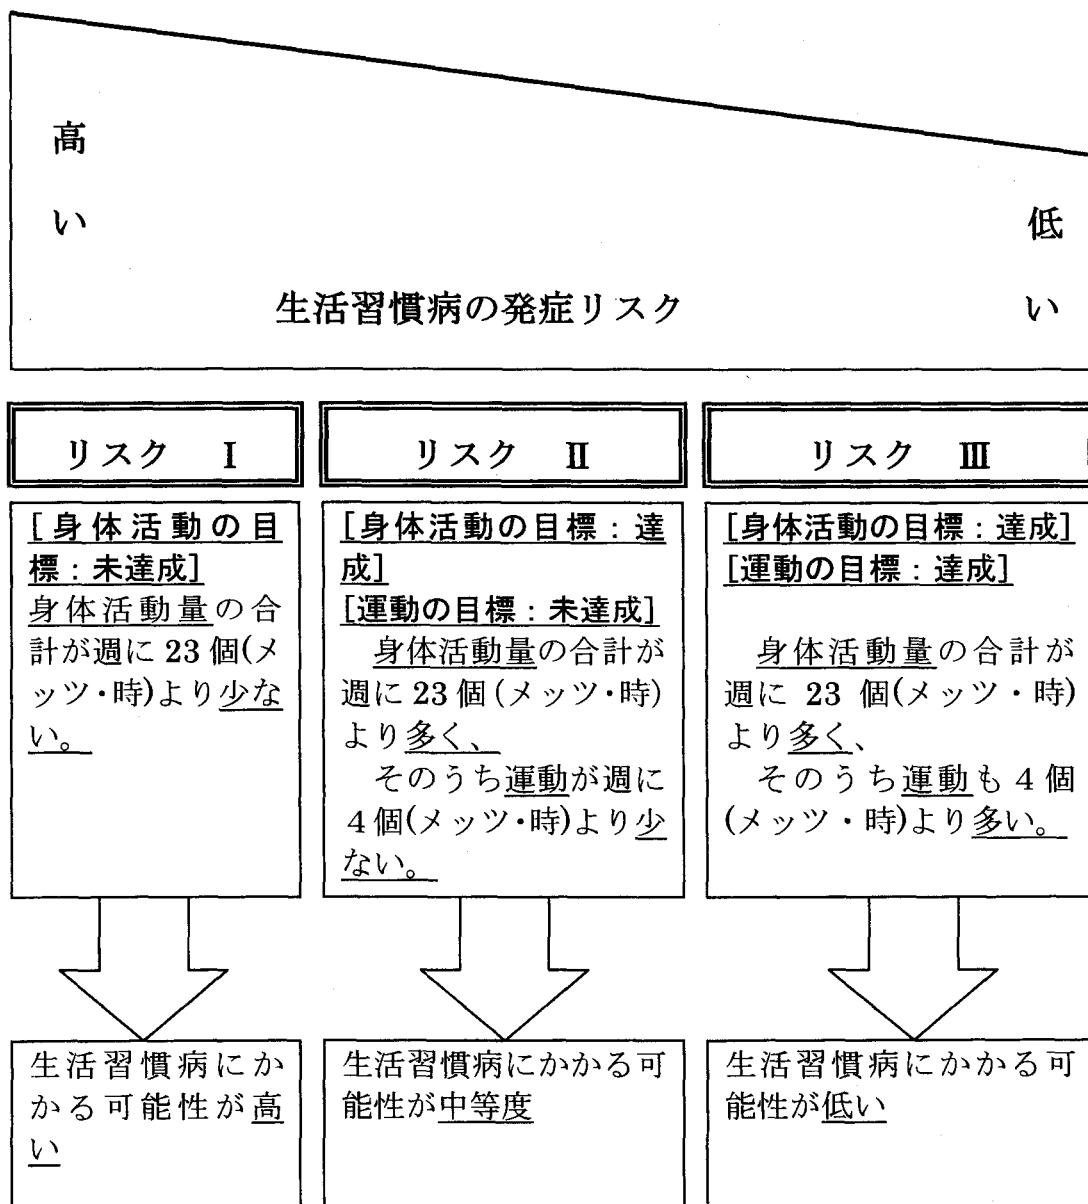 高
い
低
い
生活習慣病の発症リスク
リスク Ⅰ
[身体活動の目
標：未達成]
身体活動量の合
計が週に 23 個(メ
ッツ・時)より少な
い。
リスク Ⅱ
[身体活動の目標：達
成]
[運動の目標：未達成]
身体活動量の合計が
週に 23 個(メッツ・時)
より多く、
そのうち運動が週に
4 個(メッツ・時)より少
ない。
リスク Ⅲ
[身体活動の目標：達成]
[運動の目標：達成]
身体活動量の合計が
週に 23 個(メッツ・時)
より多く、
そのうち運動も 4 個
(メッツ・時)より多い。
生活習慣病にか
かる可能性が高
い
生活習慣病にかかる可
能性が中等度
生活習慣病にかかる可
能性が低い